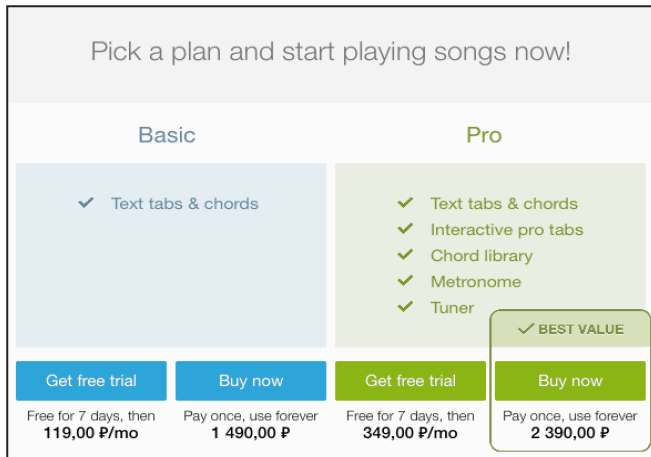 Pick a plan and start playing songs now!
Basic
Text tabs & chords
Get free trial
Free for 7 days, then
119,00 ₽/mo
Buy now
Pay once, use forever
1 490,00 ₽
Pro
Text tabs & chords
Interactive pro tabs
Chord library
Metronome
Tuner
Get free trial
Free for 7 days, then
349,00 ₽/mo
BEST VALUE
Buy now
Pay once, use forever
2 390,00 ₽